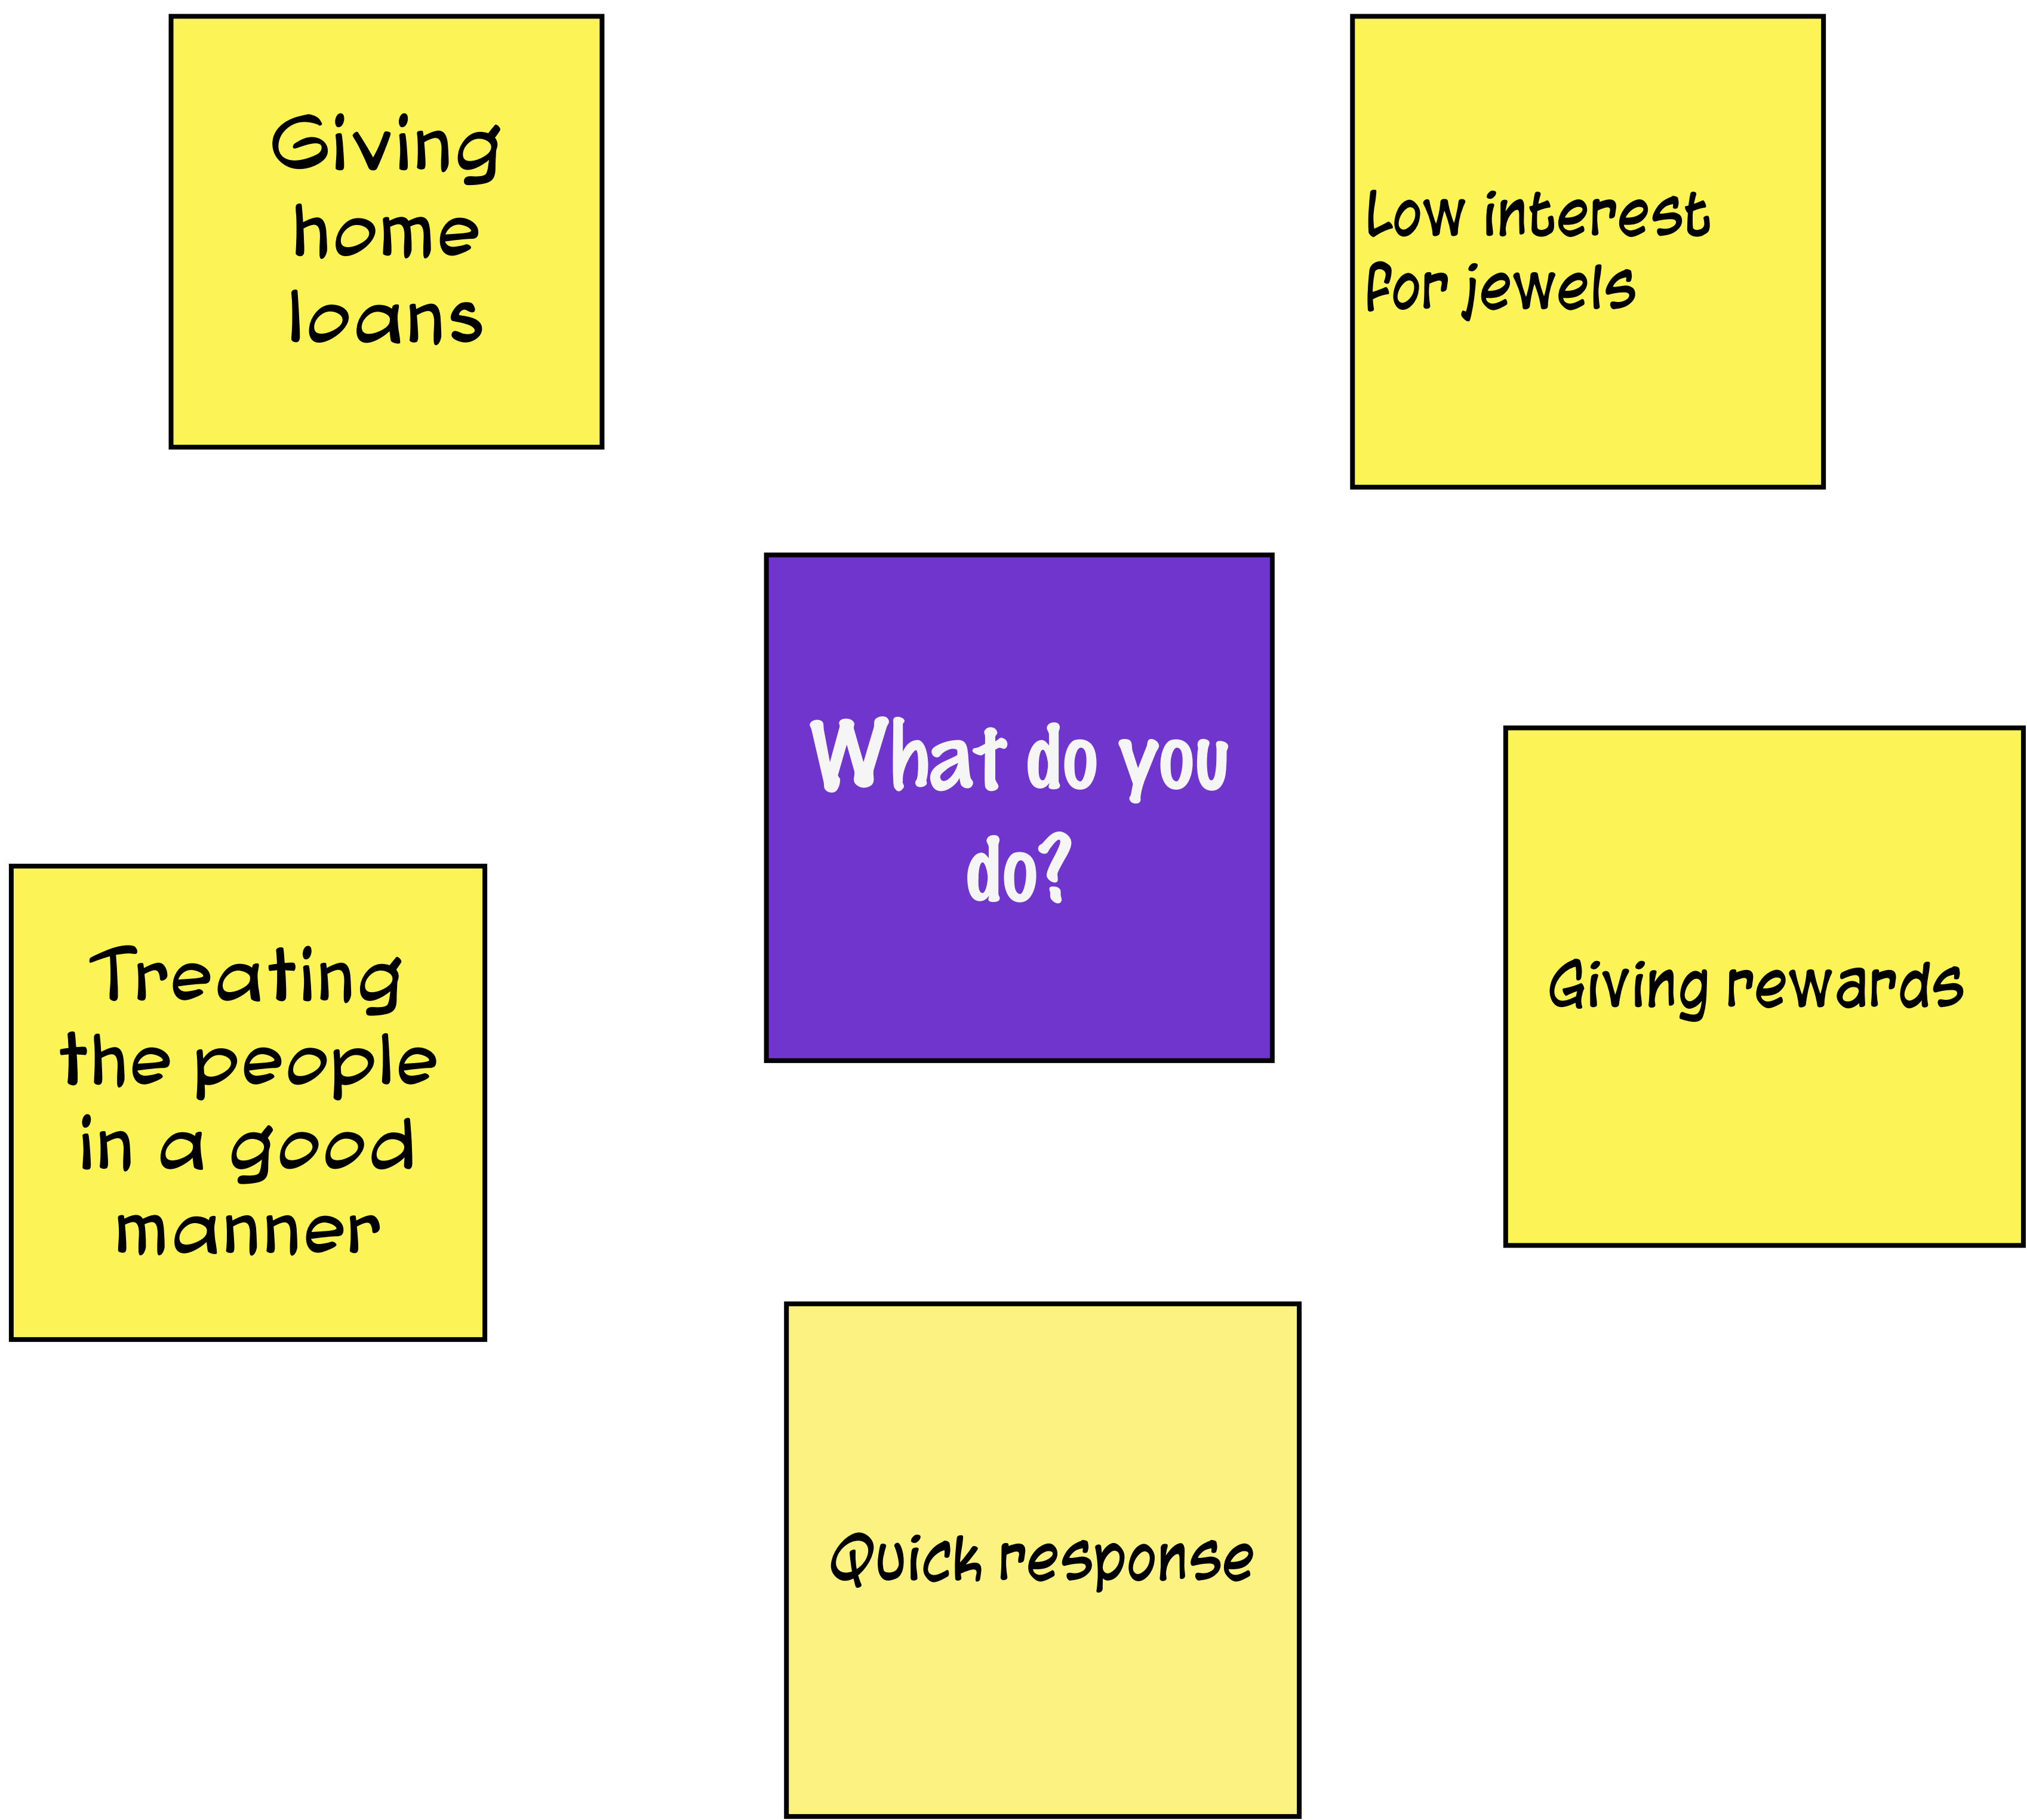 Giving
home
loans
Low interest
for jewels
What do you
do?
Giving rewards
Treating
the people
in a good
manner
Quick response